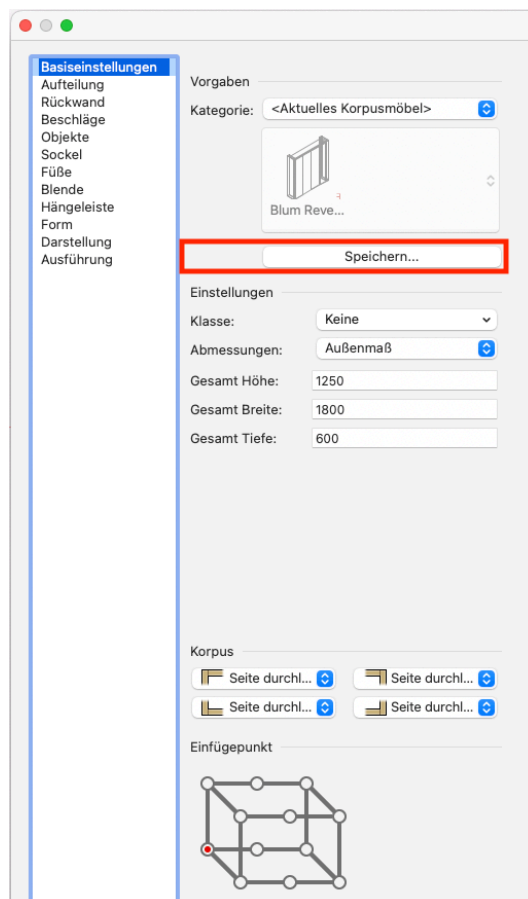 Basiseinstellungen
Aufteilung
Rückwand
Beschläge
Objekte
Sockel
Füße
Blende
Hängeleiste
Form
Darstellung
Ausführung
Vorgaben
Kategorie: <Aktuelles Korpusmöbel>
Blum Reve...
Speichern...
Einstellungen
Klasse: Keine
Abmessungen: Außenmaß
Gesamt Höhe: 1250
Gesamt Breite: 1800
Gesamt Tiefe: 600
Korpus
Seite durchl... Seite durchl...
Seite durchl... Seite durchl...
Einfügepunkt